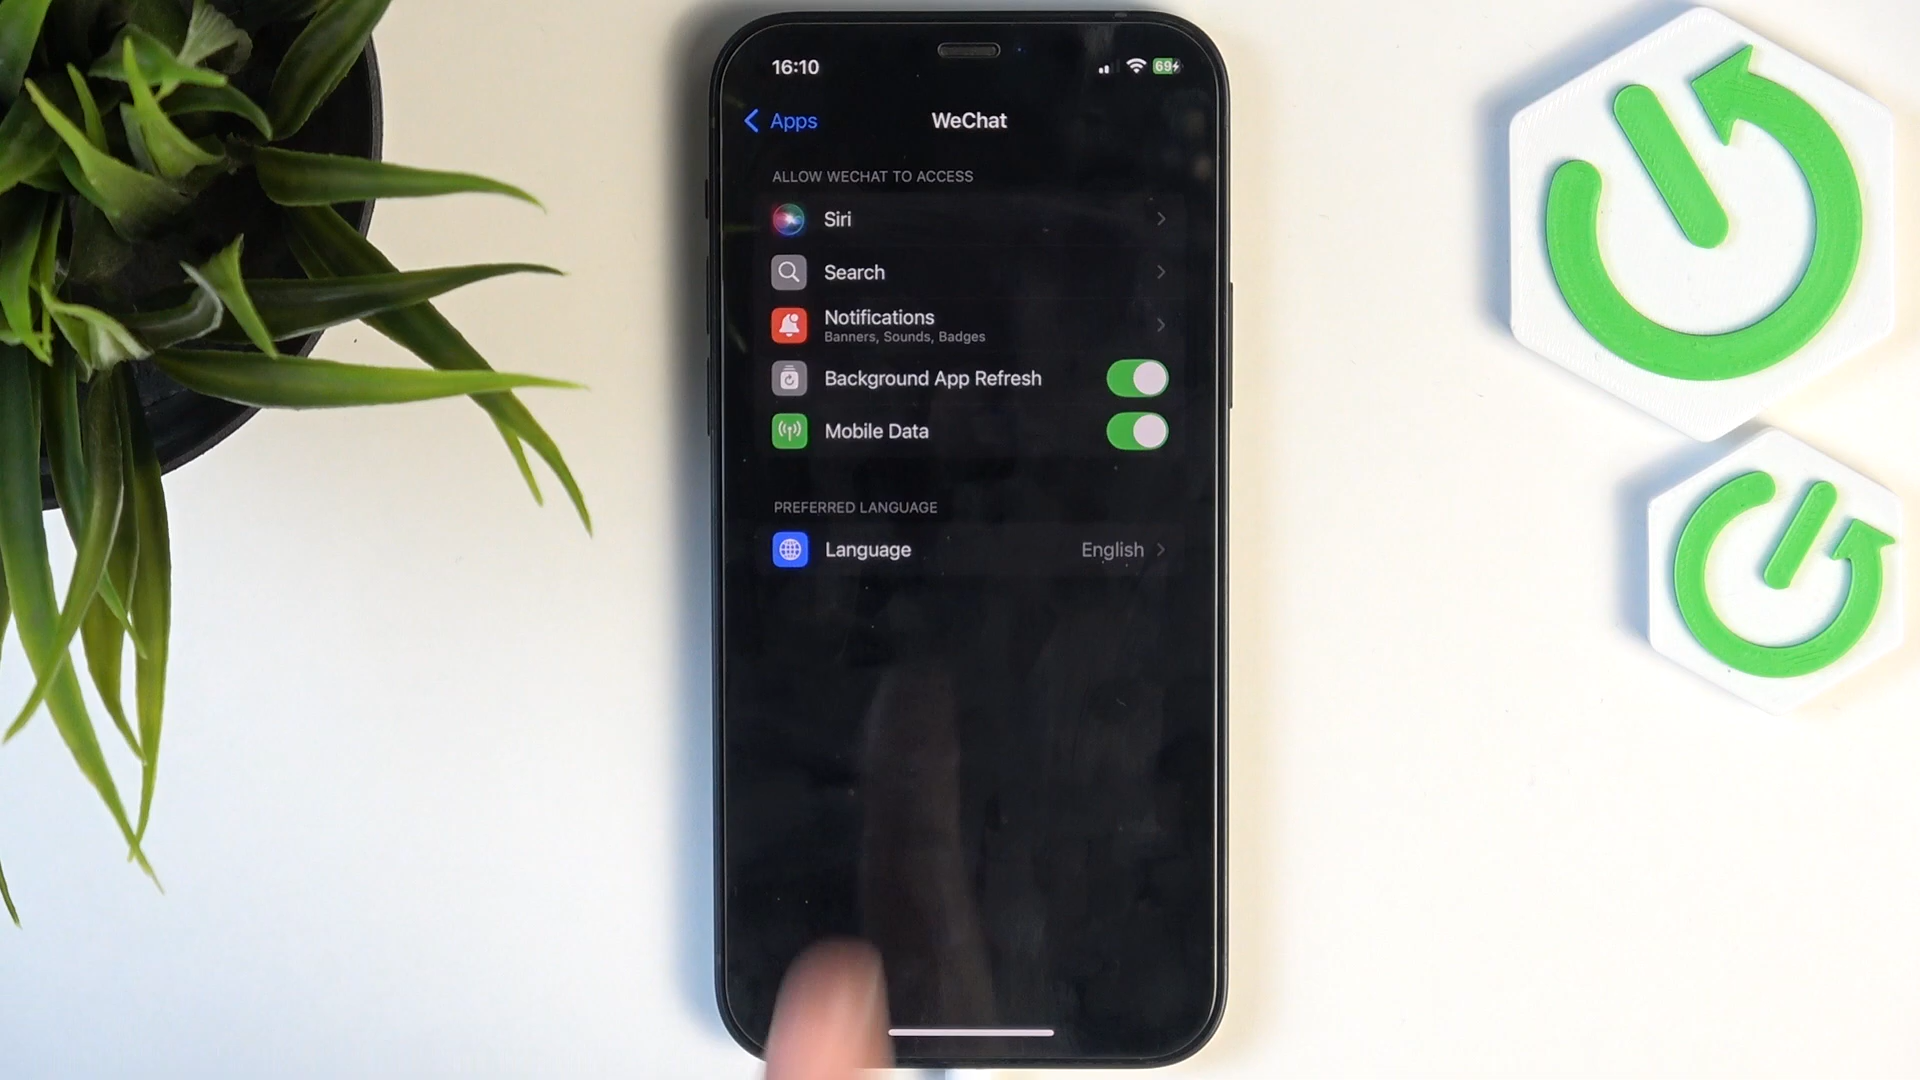 16:10
69
Apps
WeChat
ALLOW WECHAT TO ACCESS
Siri
Search
Notifications
Banners, Sounds, Badges
Background App Refresh
Mobile Data
PREFERRED LANGUAGE
Language
English